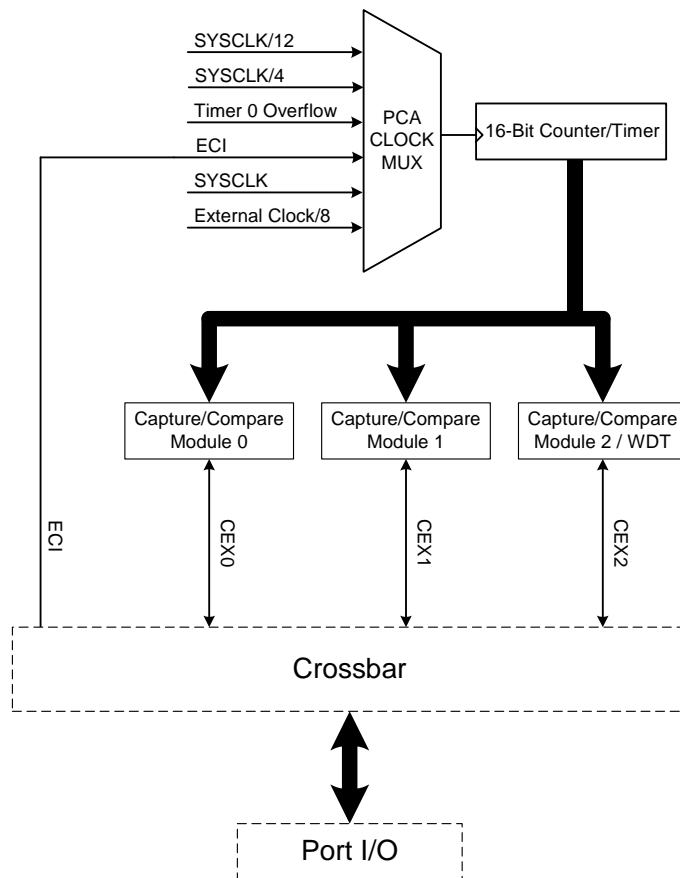 SYSCLK/12
SYSCLK/4
Timer 0 Overflow
ECI
SYSCLK
External Clock/8
PCA
CLOCK
MUX
16-Bit Counter/Timer
Capture/Compare
Module 0
Capture/Compare
Module 1
Capture/Compare
Module 2 / WDT
ECI
CEX0
CEX1
CEX2
Crossbar
Port I/O